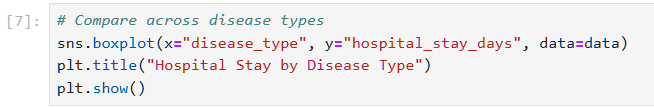 [7]: # Compare across disease types
sns.boxplot(x="disease_type", y="hospital_stay_days", data=data)
plt.title("Hospital Stay by Disease Type")
plt.show()